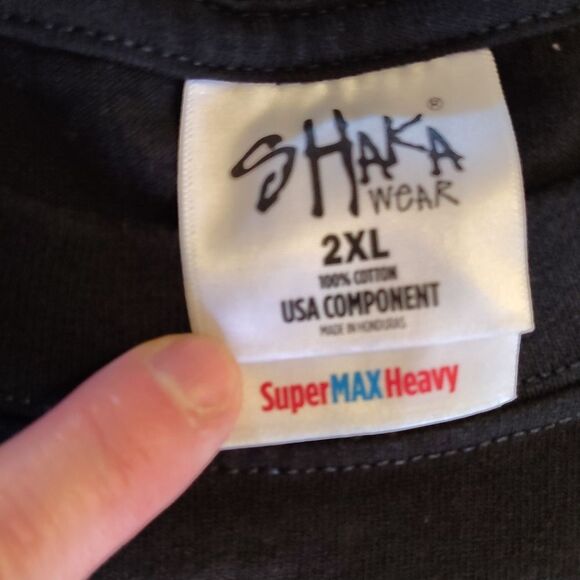 SHAKA®
WEAR
2XL
100% COTTON
USA COMPONENT
MADE IN HONDURAS
SuperMAXHeavy